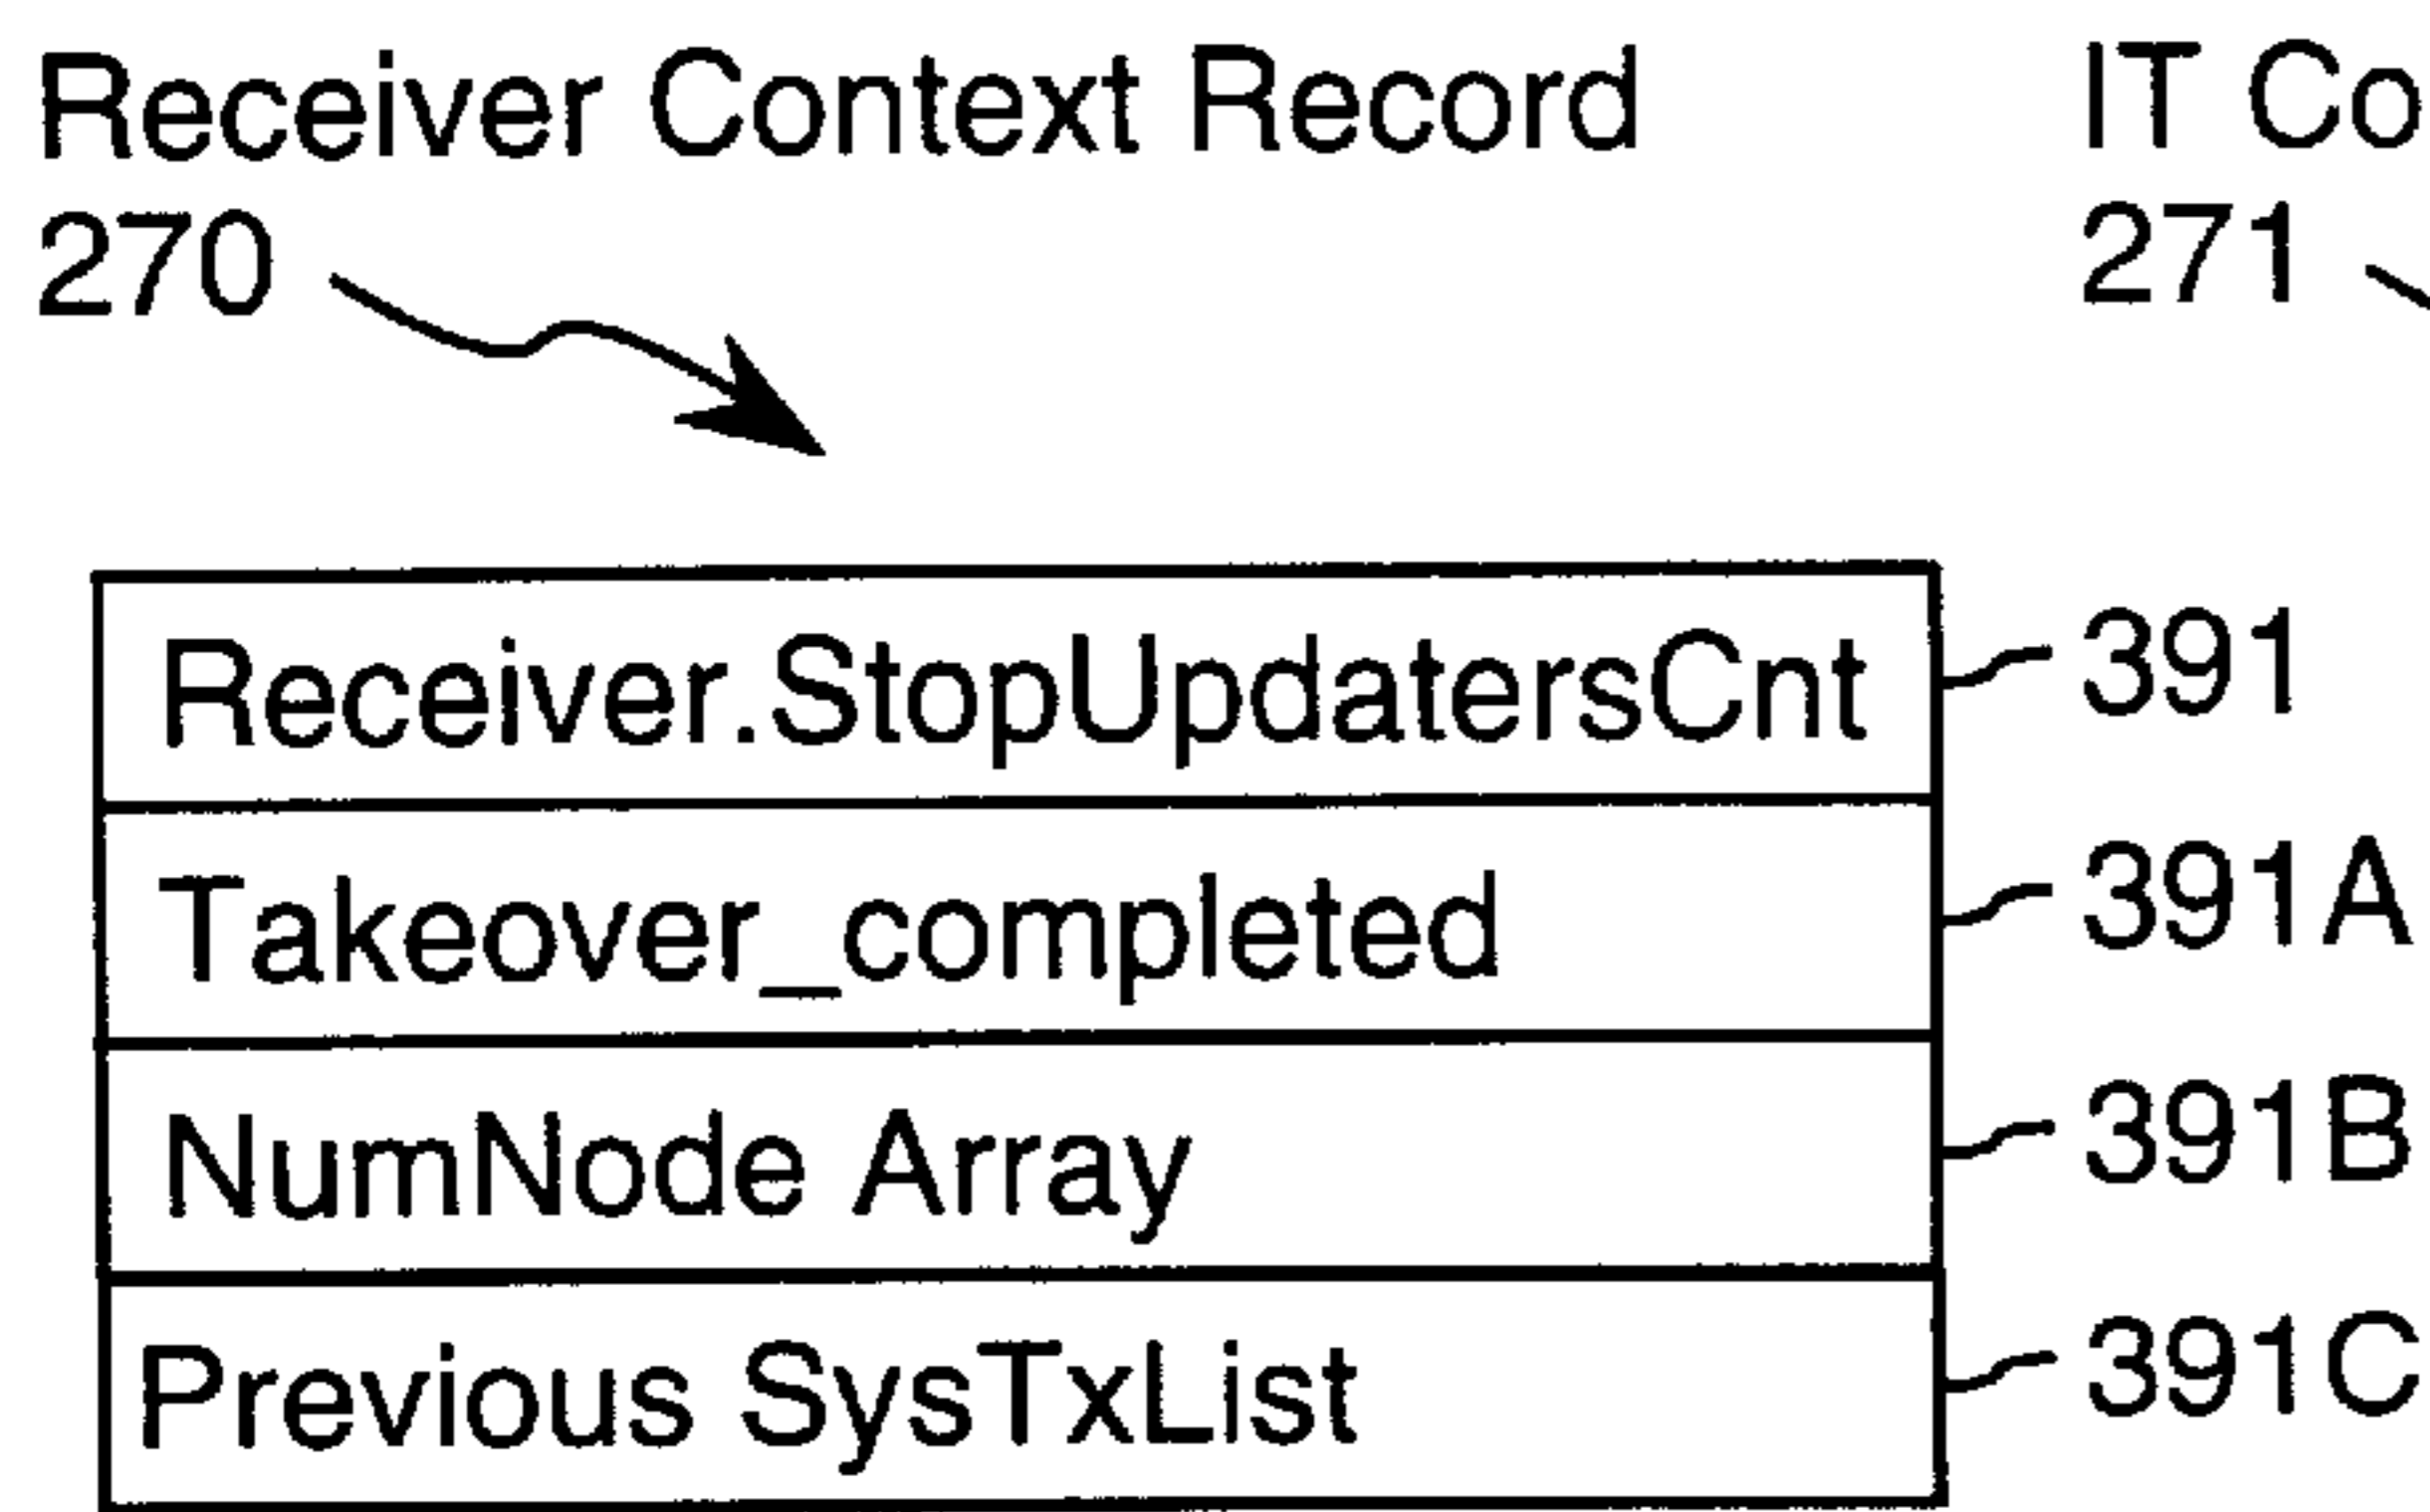 Receiver Context Record
270
IT Co
271
Receiver.StopUpdatersCnt 391
Takeover_completed 391A
NumNode Array 391B
Previous SysTxList 391C